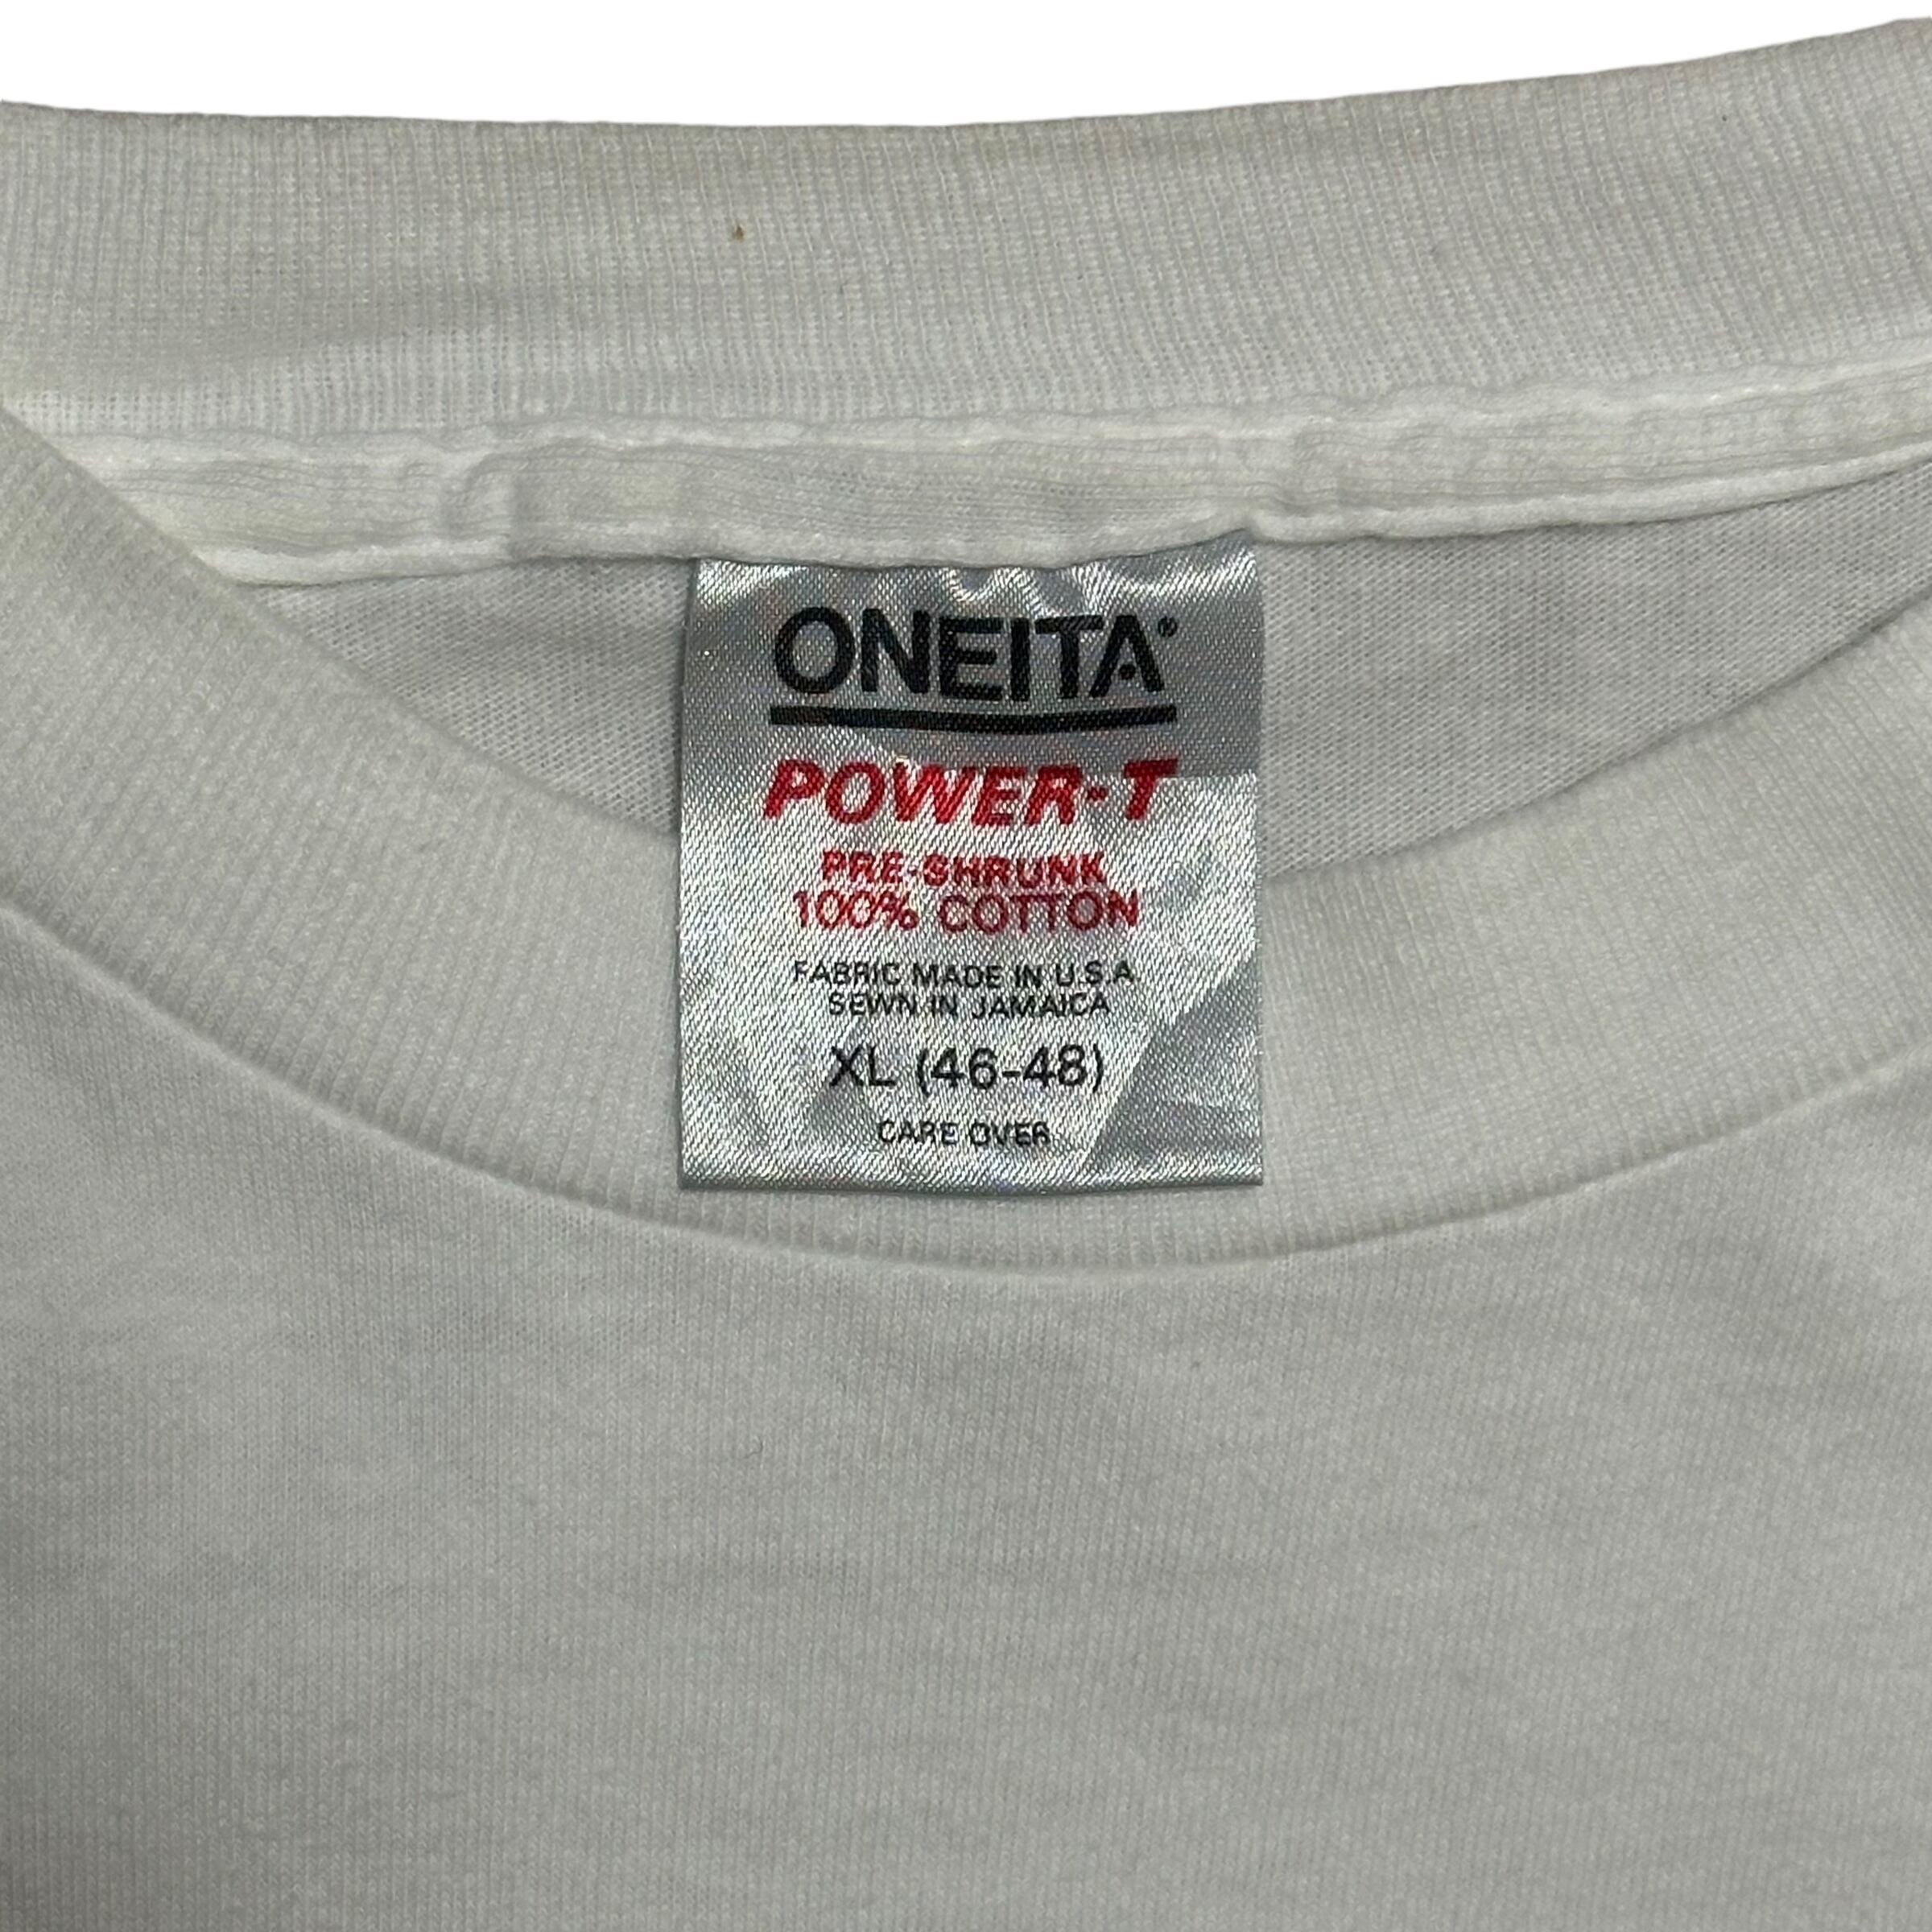 ONEITA®
POWER-T
PRE-SHRUNK
100% COTTON
FABRIC MADE IN U.S.A
SEWN IN JAMAICA
XL (46-48)
CARE OVER